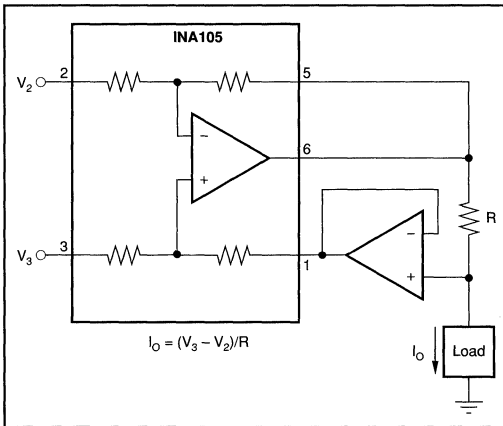 INA105
V2
2
5
−
+
6
V3
3
1
−
+
R
IO
Load
IO = (V3 – V2)/R